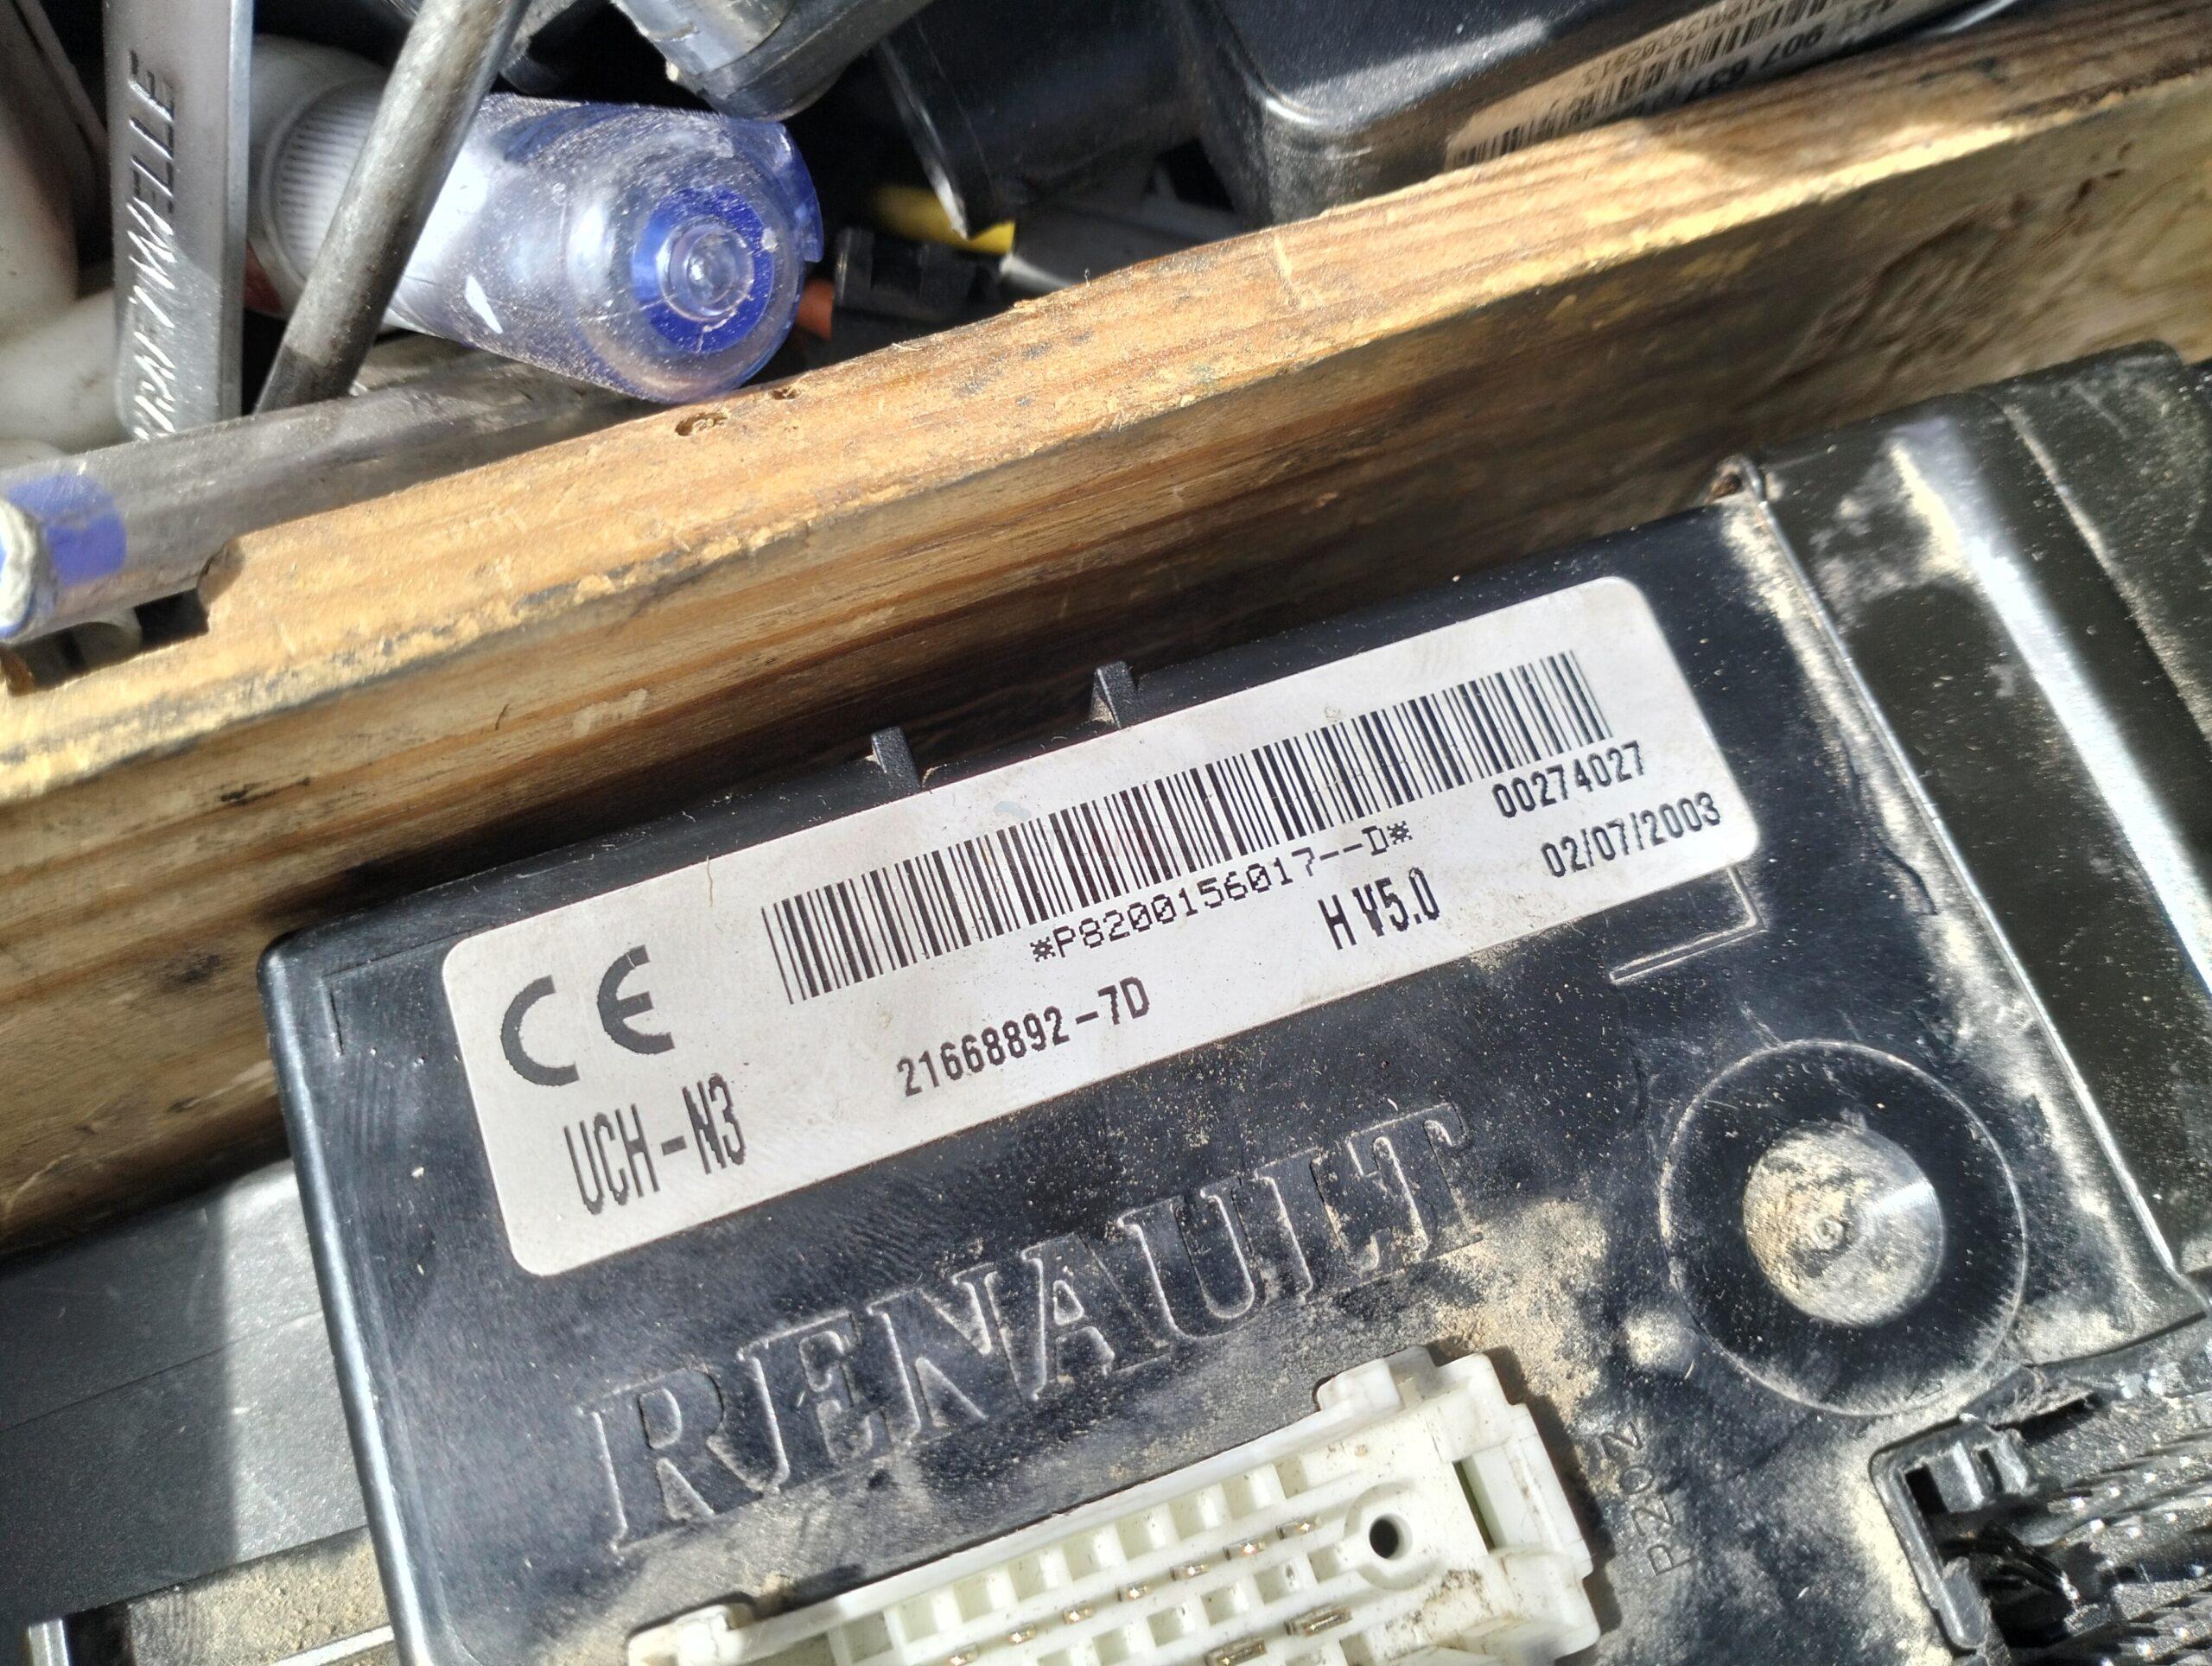 00274027
*P8200156017--D*
02/07/2003
H V5.0
21668892-7D
CE
UCH-N3
RENAULT